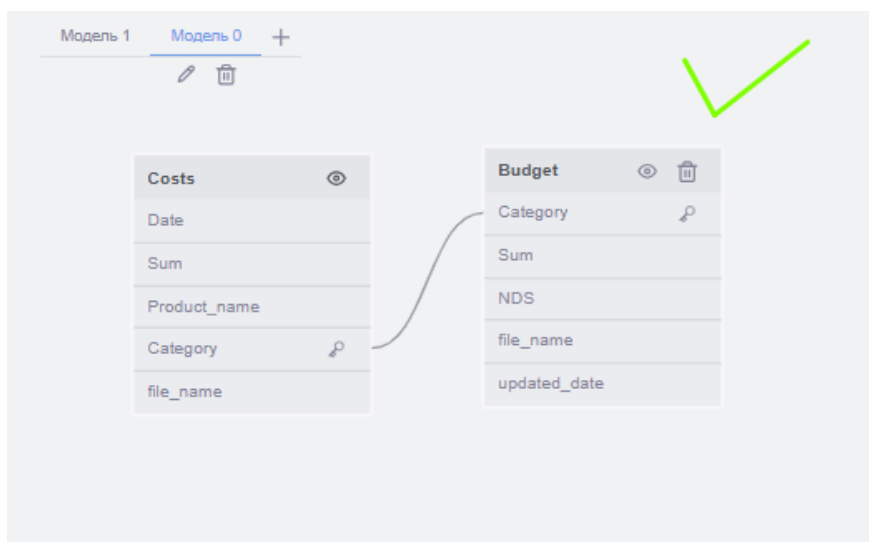 Модель 1 Модель 0
Costs
Date
Sum
Product_name
Category
file_name
Budget
Category
Sum
NDS
file_name
updated_date